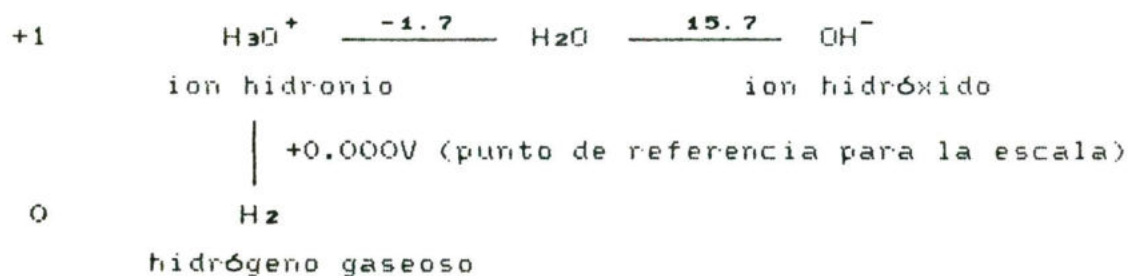 +1 H3O+ -1.7 H2O 15.7 OH-
ion hidronio ion hidróxido
+0.000V (punto de referencia para la escala)
0 H2
hidrógeno gaseoso